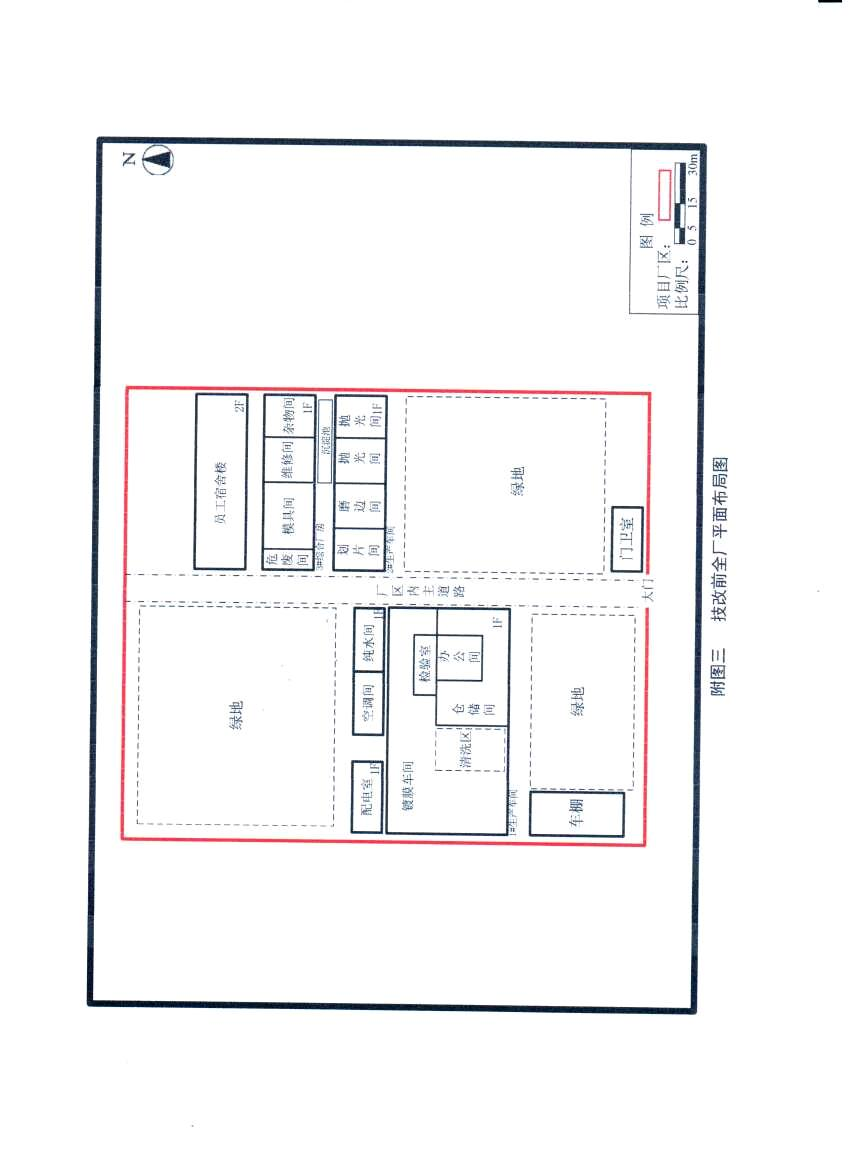 N
绿地
员工宿舍楼
2F
危废间
模具间
维修间
杂物间
1F
3#综合厂房
沉淀池
配电室
1F
空调间
纯水间
1F
划片间
磨边间
抛光间
抛光间
1F
2#生产车间
厂区内主道路
镀膜车间
清洗区
仓储间
检验室
办公间
1F
1#生产车间
绿地
车棚
绿地
门卫室
大门
图 例
项目厂区：
比例尺：
0 5 15 30m
附图三 技改前全厂平面布局图